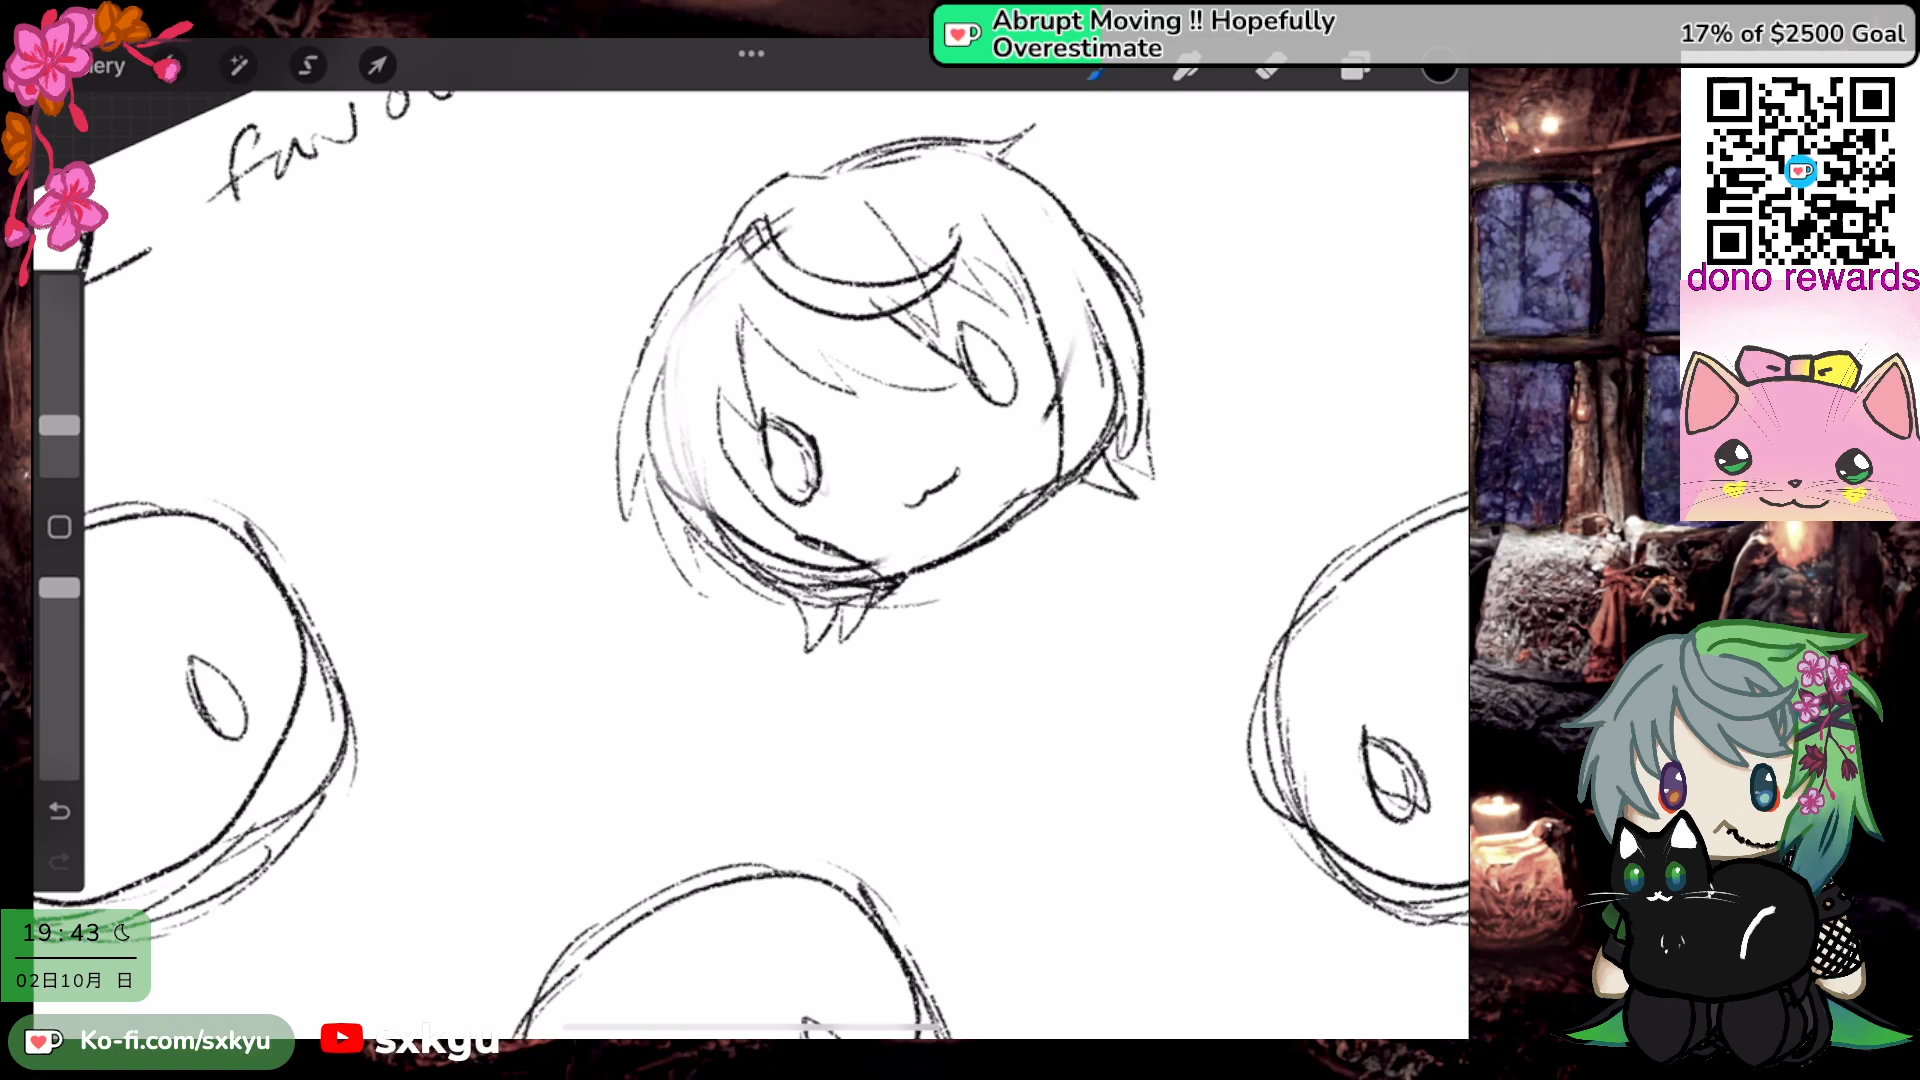 Abrupt Moving !! Hopefully
Overestimate
17% of $2500 Goal
dono rewards
19:43
02日10月 日
Ko-fi.com/sxkyu
sxkyu